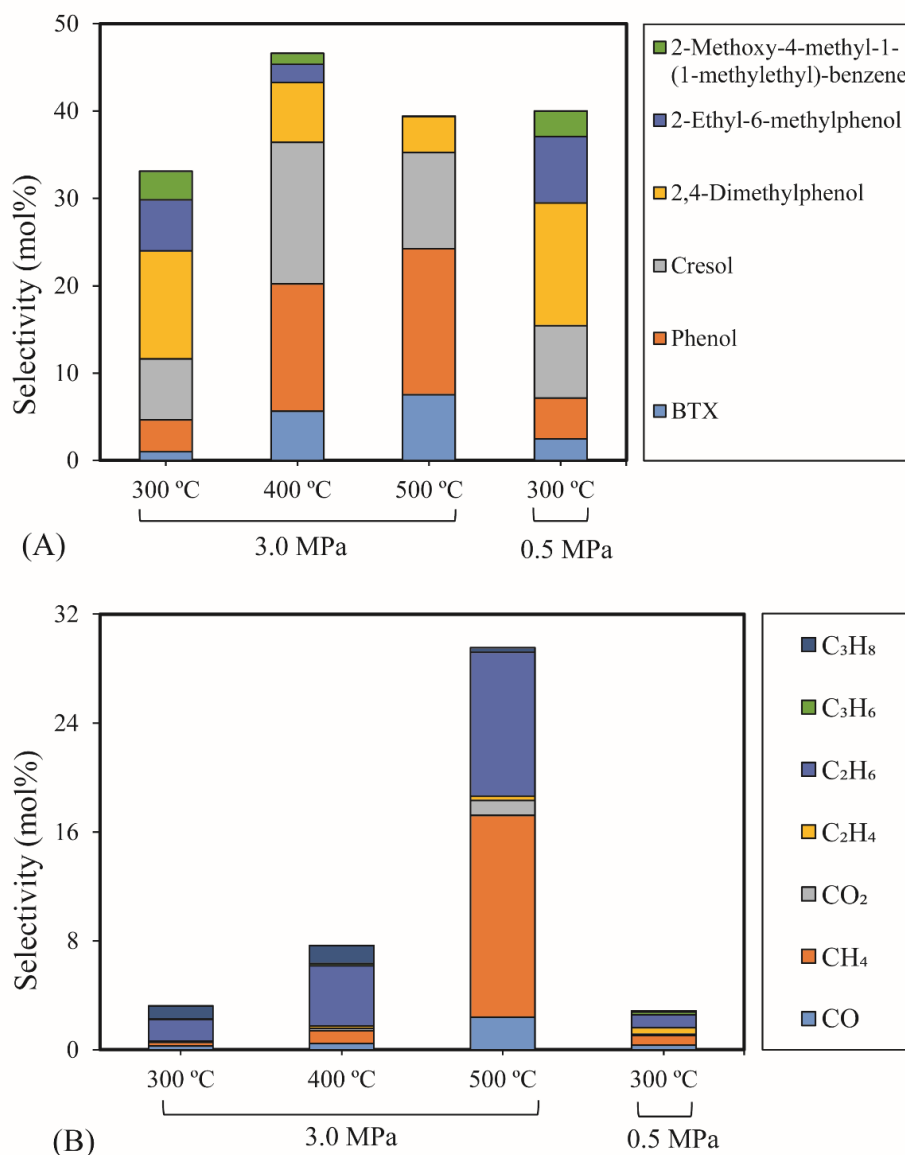 50
40
30
20
10
0
Selectivity (mol%)
300 ºC
400 ºC
500 ºC
300 ºC
3.0 MPa
0.5 MPa
(A)
2-Methoxy-4-methyl-1-
(1-methylethyl)-benzene
2-Ethyl-6-methylphenol
2,4-Dimethylphenol
Cresol
Phenol
BTX
32
24
16
8
0
Selectivity (mol%)
300 ºC
400 ºC
500 ºC
300 ºC
3.0 MPa
0.5 MPa
(B)
C₃H₈
C₃H₆
C₂H₆
C₂H₄
CO₂
CH₄
CO